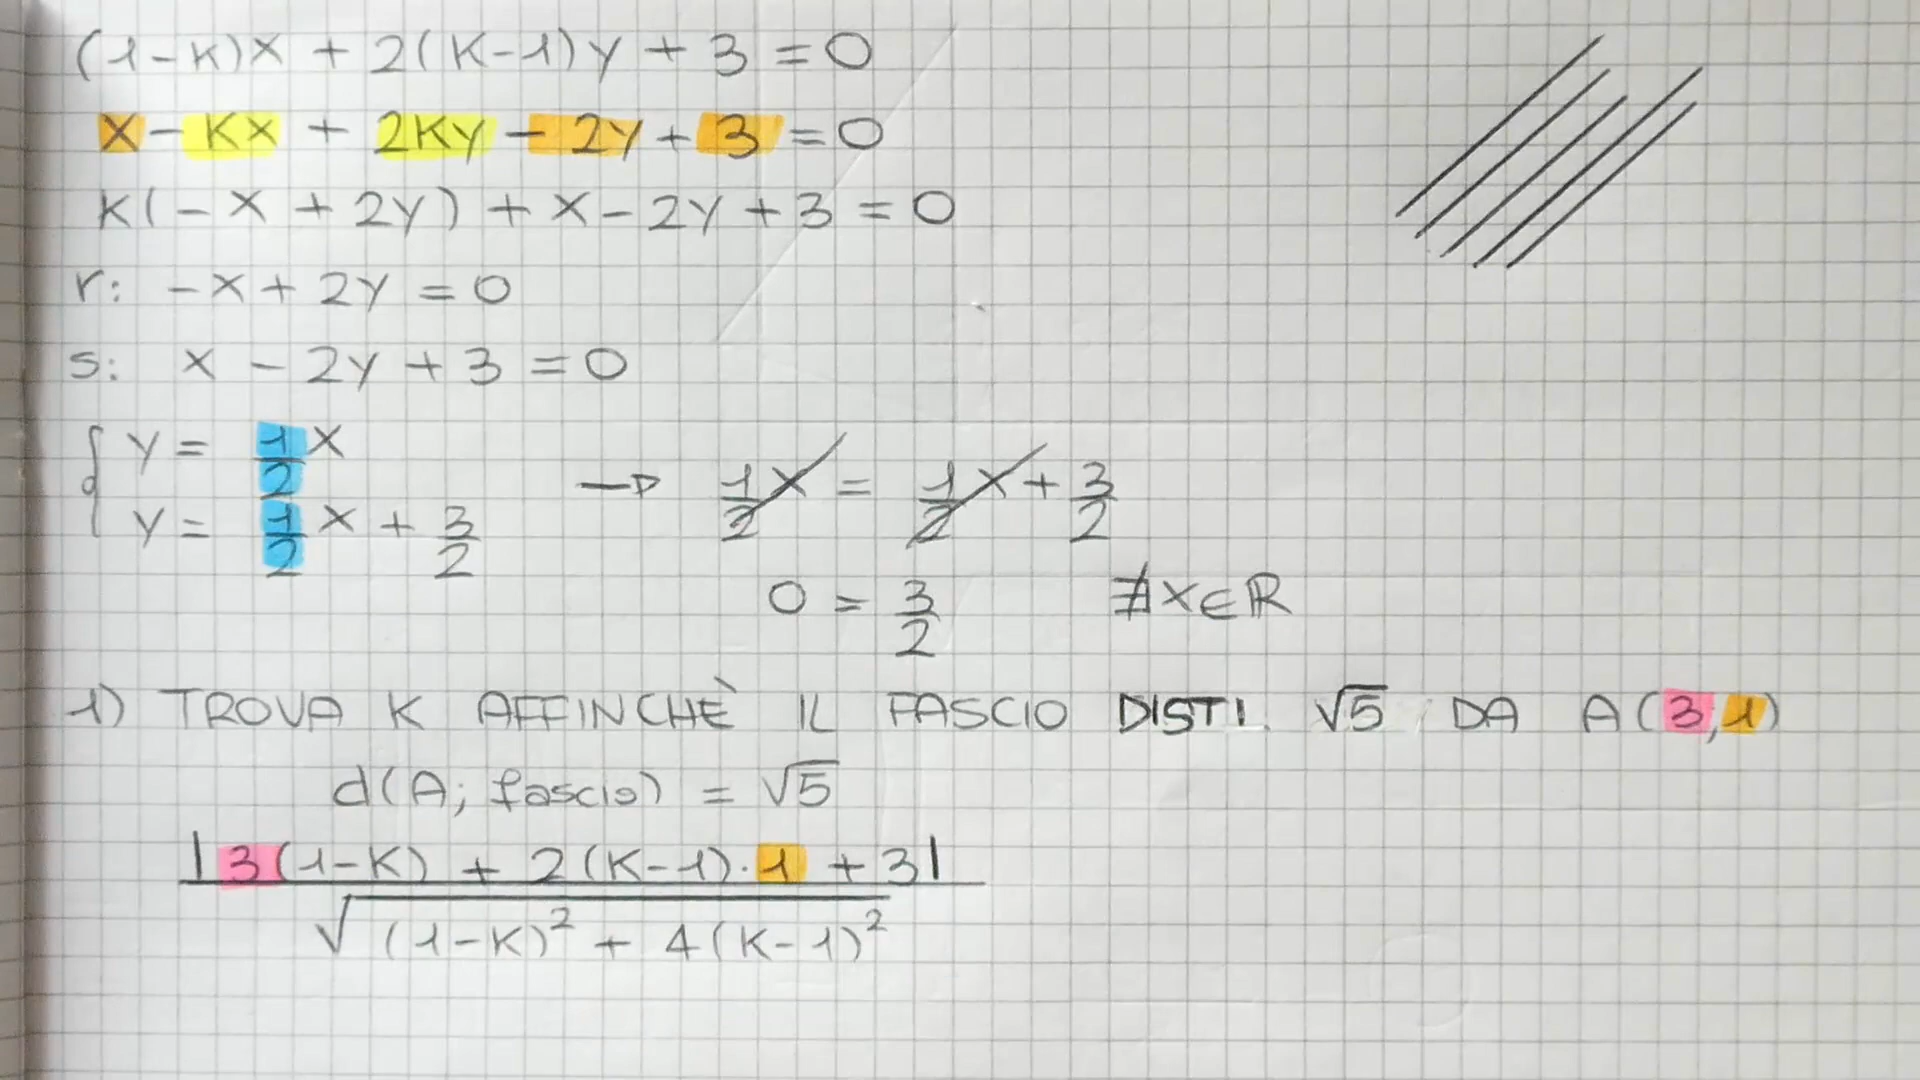 (1-K)x + 2(K-1)y + 3 = 0
x - Kx + 2Ky - 2y + 3 = 0
K(-x + 2y) + x - 2y + 3 = 0
r: -x + 2y = 0
s: x - 2y + 3 = 0
{ y = 1/2 x → 1/2 x = 1/2 x + 3/2
y = 1/2 x + 3/2
0 = 3/2 ∄x∈ℝ
1) TROVA K AFFINCHÈ IL FASCIO DISTI √5 DA A(3,1)
d(A; fascio) = √5
|3(1-K) + 2(K-1)·1 + 3|
√(1-K)² + 4(K-1)²